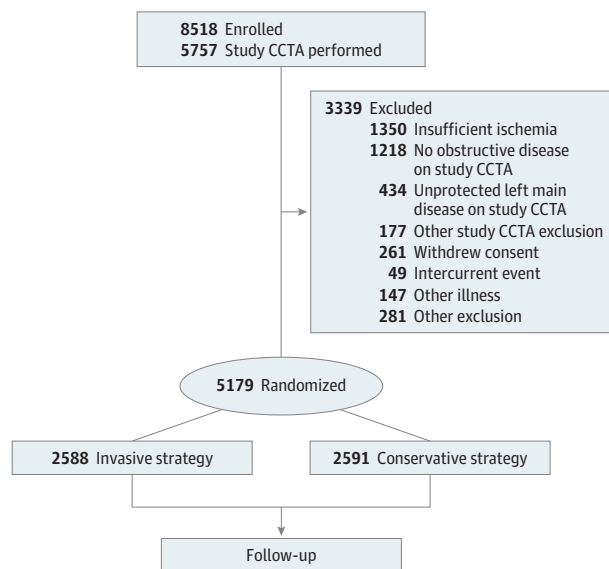 8518 Enrolled
5757 Study CCTA performed
3339 Excluded
1350 Insufficient ischemia
1218 No obstructive disease
on study CCTA
434 Unprotected left main
disease on study CCTA
177 Other study CCTA exclusion
261 Withdrew consent
49 Intercurrent event
147 Other illness
281 Other exclusion
5179 Randomized
2588 Invasive strategy
2591 Conservative strategy
Follow-up